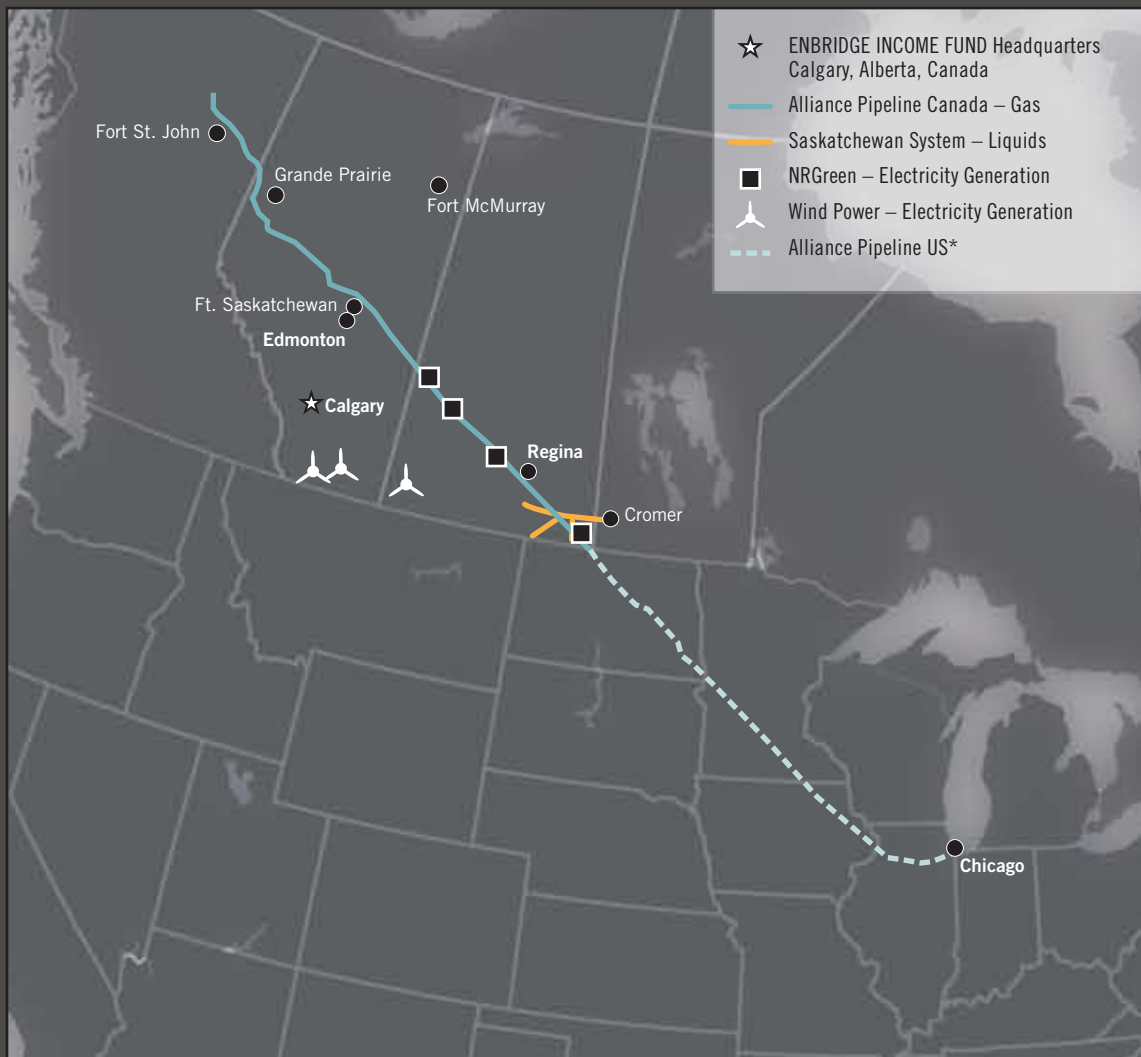 ENBRIDGE INCOME FUND Headquarters
Calgary, Alberta, Canada
Alliance Pipeline Canada – Gas
Saskatchewan System – Liquids
NRGreen – Electricity Generation
Wind Power – Electricity Generation
Alliance Pipeline US*
Fort St. John
Grande Prairie
Fort McMurray
Ft. Saskatchewan
Edmonton
Calgary
Regina
Cromer
Chicago